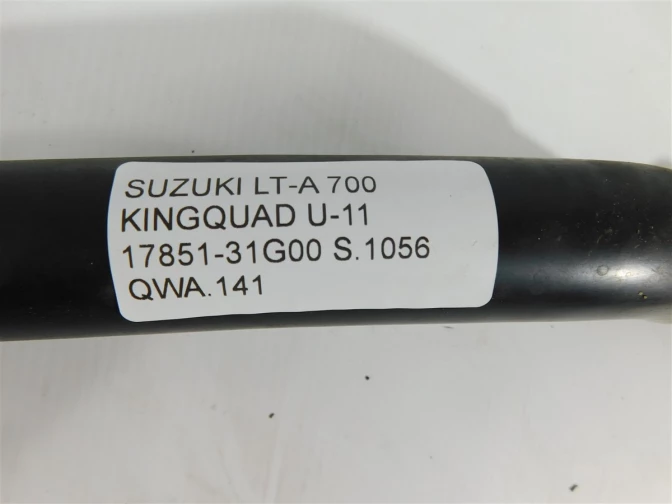 SUZUKI LT-A 700
KINGQUAD U-11
17851-31G00 S.1056
QWA.141